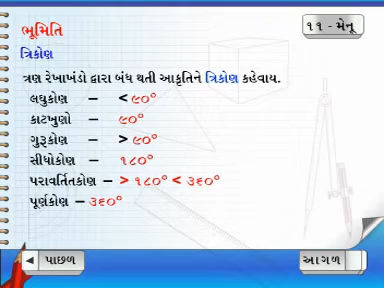 ભૂમિતિ
૧૧ - મેનૂ
ત્રિકોણ
ત્રણ રેખાખંડો દ્વારા બંધ થતી આકૃતિને ત્રિકોણ કહેવાય.
લઘુકોણ – < ૯૦°
કાટખુણો – ૯૦°
ગુરૂકોણ – > ૯૦°
સીધોકોણ – ૧૮૦°
પરાવર્તિતકોણ – > ૧૮૦° < ૩૬૦°
પૂર્ણકોણ – ૩૬૦°
પાછળ
આગળ